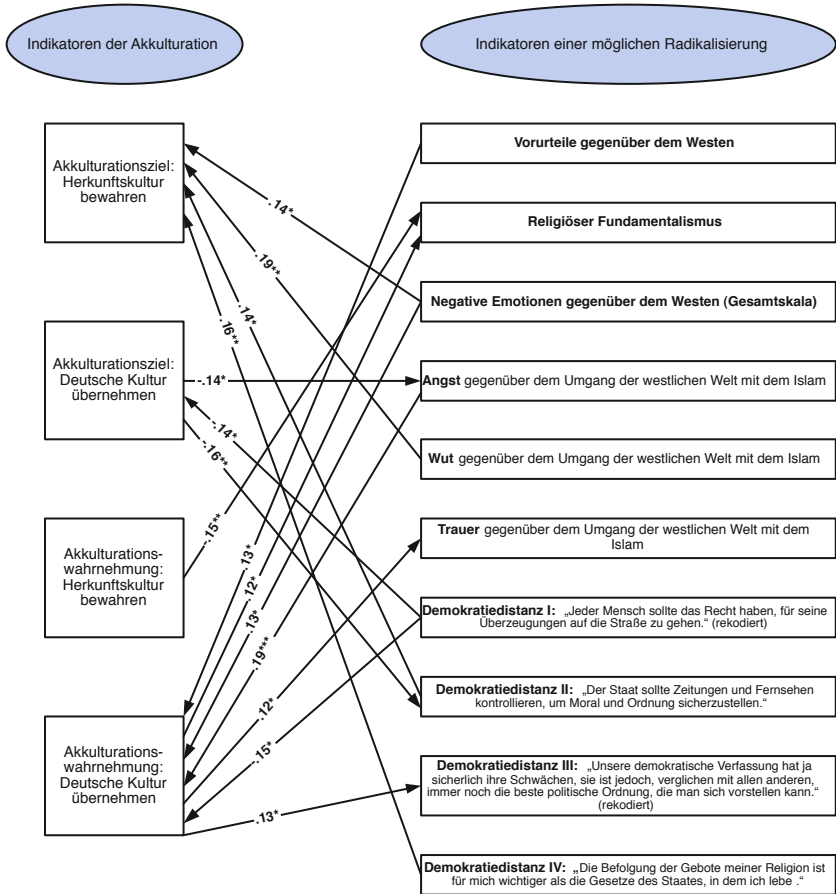 Indikatoren der Akkulturation
Indikatoren einer möglichen Radikalisierung
Akkulturationsziel:
Herkunftskultur
bewahren
Akkulturationsziel:
Deutsche Kultur
übernehmen
Akkulturations-
wahrnehmung:
Herkunftskultur
bewahren
Akkulturations-
wahrnehmung:
Deutsche Kultur
übernehmen
.14*
.19**
.14*
.16**
-.14*
-.14*
-.16**
.15**
.13*
.12*
.13*
.19***
.12*
.15*
.13*
Vorurteile gegenüber dem Westen
Religiöser Fundamentalismus
Negative Emotionen gegenüber dem Westen (Gesamtskala)
Angst gegenüber dem Umgang der westlichen Welt mit dem Islam
Wut gegenüber dem Umgang der westlichen Welt mit dem Islam
Trauer gegenüber dem Umgang der westlichen Welt mit dem
Islam
Demokratiedistanz I: „Jeder Mensch sollte das Recht haben, für seine
Überzeugungen auf die Straße zu gehen.“ (rekodiert)
Demokratiedistanz II: „Der Staat sollte Zeitungen und Fernsehen
kontrollieren, um Moral und Ordnung sicherzustellen.“
Demokratiedistanz III: „Unsere demokratische Verfassung hat ja
sicherlich ihre Schwächen, sie ist jedoch, verglichen mit allen anderen,
immer noch die beste politische Ordnung, die man sich vorstellen kann.“
(rekodiert)
Demokratiedistanz IV: „Die Befolgung der Gebote meiner Religion ist
für mich wichtiger als die Gesetze des Staates, in dem ich lebe .“